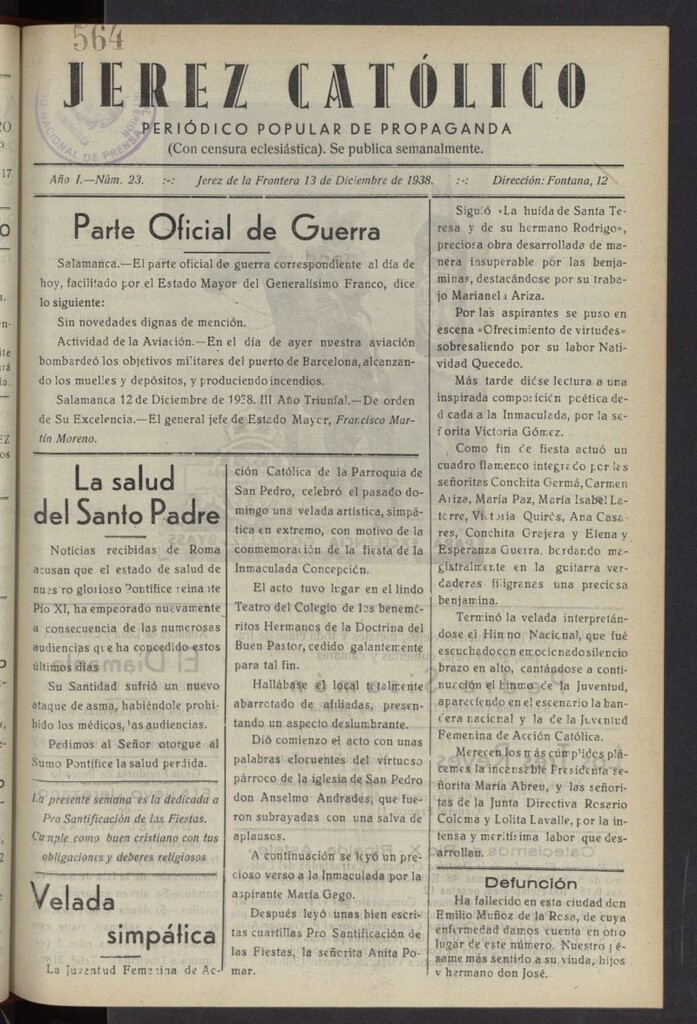 564
JEREZ CATÓLICO
PERIÓDICO POPULAR DE PROPAGANDA
(Con censura eclesiástica). Se publica semanalmente.
Año I.—Núm. 23. :-: Jerez de la Frontera 13 de Diciembre de 1938. :-: Dirección: Fontana, 12
Parte Oficial de Guerra
Salamanca.—El parte oficial de guerra correspondiente al día de
hoy, facilitado por el Estado Mayor del Generalísimo Franco, dice
lo siguiente:
Sin novedades dignas de mención.
Actividad de la Aviación.—En el día de ayer nuestra aviación
bombardeó los objetivos militares del puerto de Barcelona, alcanzan-
do los muelles y depósitos, y produciendo incendios.
Salamanca 12 de Diciembre de 1938. III Año Triunfal.—De orden
de Su Excelencia.—El general jefe de Estado Mayor, Francisco Mar-
tín Moreno.
La salud
del Santo Padre
Noticias recibidas de Roma
acusan que el estado de salud de
nuestro glorioso Pontífice reinante
Pío XI, ha empeorado nuevamente
a consecuencia de las numerosas
audiencias que ha concedido estos
últimos días
Su Santidad sufrió un nuevo
ataque de asma, habiéndole prohi-
bido los médicos, las audiencias.
Pedimos al Señor otorgue al
Sumo Pontífice la salud perdida.
La presente semana es la dedicada a
Pro Santificación de las Fiestas.
Cumple como buen cristiano con tus
obligaciones y deberes religiosos
Velada
simpática
La Juventud Femenina de Ac-
ción Católica de la Parroquia de
San Pedro, celebró el pasado do-
mingo una velada artística, simpá-
tica en extremo, con motivo de la
conmemoración de la fiesta de la
Inmaculada Concepción.
El acto tuvo lugar en el lindo
Teatro del Colegio de los benemé-
ritos Hermanos de la Doctrina del
Buen Pastor, cedido galantemente
para tal fin.
Hallábase el local totalmente
abarrotado de afiliadas, presen-
tando un aspecto deslumbrante.
Dió comienzo el acto con unas
palabras elocuentes del virtuoso
párroco de la iglesia de San Pedro
don Anselmo Andrades, que fue-
ron subrayadas con una salva de
aplausos.
A continuación se leyó un pre-
cioso verso a la Inmaculada por la
aspirante María Gego.
Después leyó unas bien escri-
tas cuartillas Pro Santificación de
las Fiestas, la señorita Anita Po-
mar.
Siguió «La huída de Santa Te-
resa y de su hermano Rodrigo»,
preciosa obra desarrollada de ma-
nera insuperable por las benja-
minas, destacándose por su traba-
jo Marianela Ariza.
Por las aspirantes se puso en
escena «Ofrecimiento de virtudes»
sobresaliendo por su labor Nati-
vidad Quecedo.
Más tarde dióse lectura a una
inspirada composición poética de-
dicada a la Inmaculada, por la se-
ñorita Victoria Gómez.
Como fin de fiesta actuó un
cuadro flamenco integrado por las
señoritas Conchita Germá, Carmen
Ariza, María Paz, María Isabel La-
torre, Victoria Quirós, Ana Casa-
res, Conchita Grajera y Elena y
Esperanza Guerra, bordando ma-
gistralmente en la guitarra ver-
daderas filigranas una preciosa
benjamina.
Terminó la velada interpretán-
dose el Himno Nacional, que fué
escuchado con emocionado silencio
brazo en alto, cantándose a conti-
nuación el himno de la Juventud,
apareciendo en el escenario la ban-
dera nacional y la de la Juventud
Femenina de Acción Católica.
Merecen los más cumplidos plá-
cemes la incansable Presidenta se-
ñorita María Abreu, y las señori-
tas de la Junta Directiva Rosario
Coloma y Lolita Lavalle, por la in-
tensa y meritísima labor que des-
arrollan.
Defunción
Ha fallecido en esta ciudad don
Emilio Muñoz de la Rosa, de cuya
enfermedad damos cuenta en otro
lugar de este número. Nuestro pé-
same más sentido a su viuda, hijos
y hermano don José.